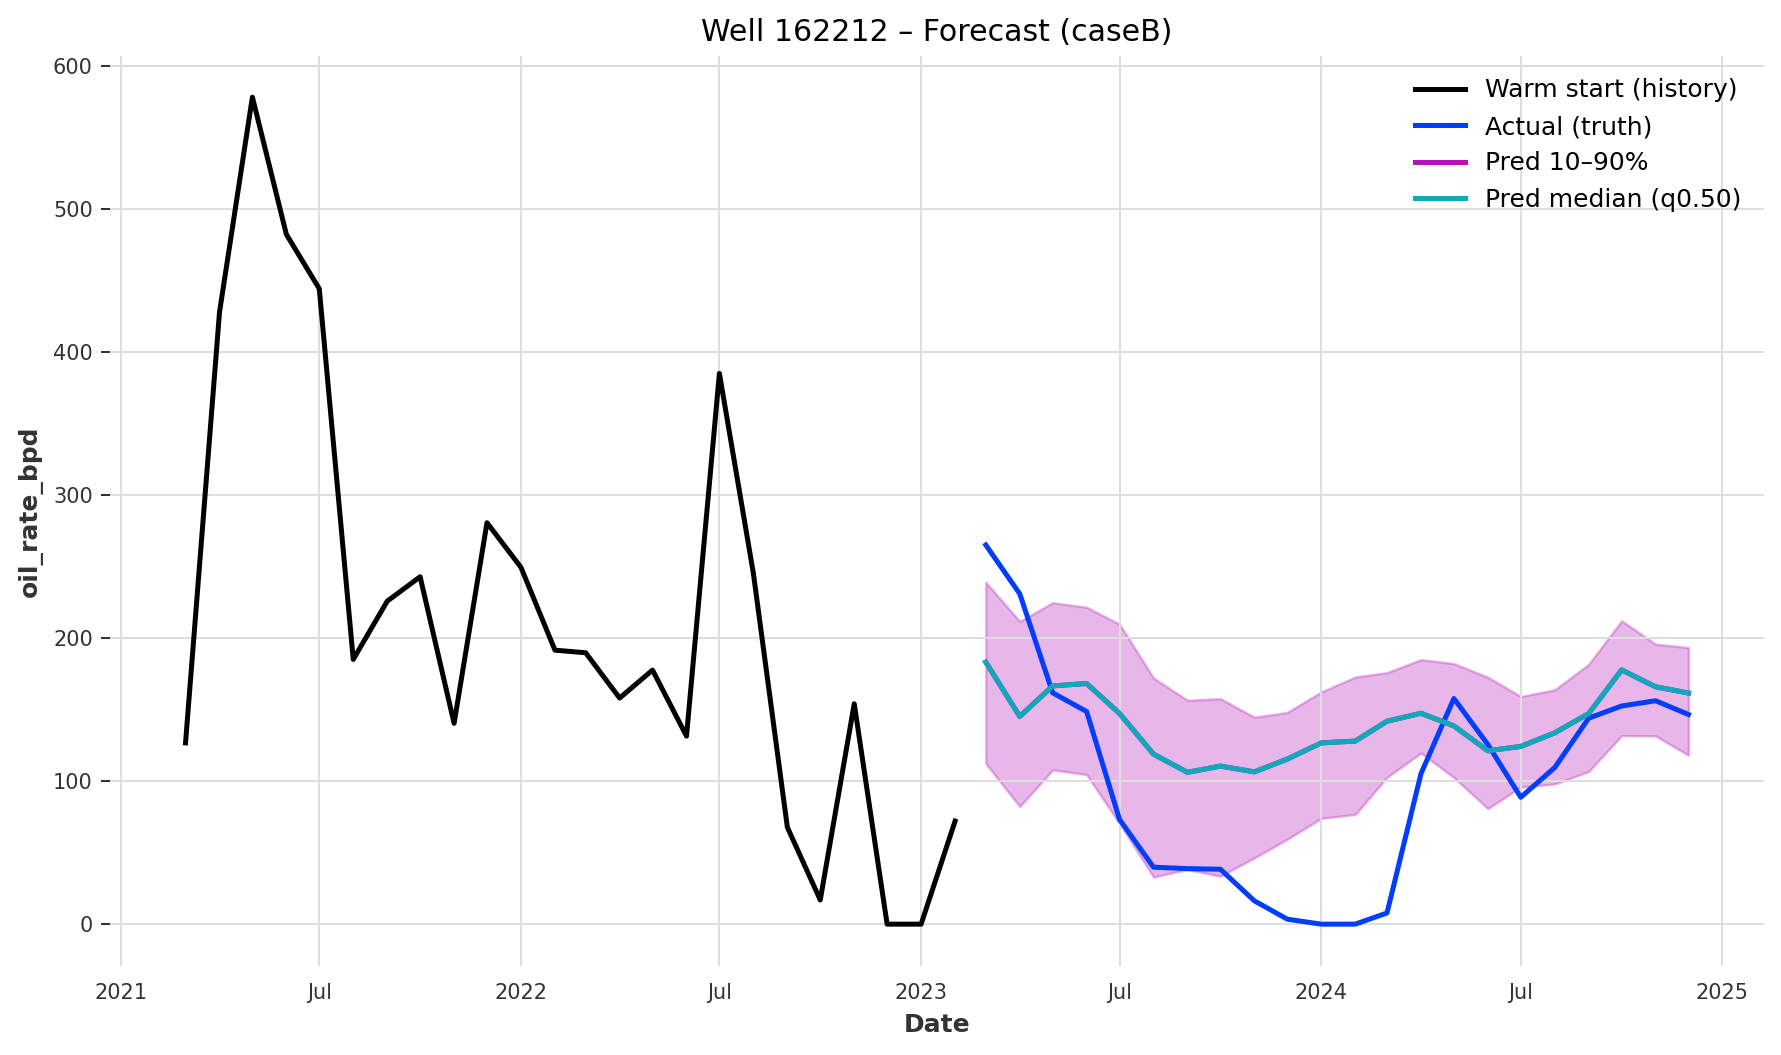 Well 162212 – Forecast (caseB)
Warm start (history)
Actual (truth)
Pred 10–90%
Pred median (q0.50)
oil_rate_bpd
600
500
400
300
200
100
0
2021
Jul
2022
Jul
2023
Jul
2024
Jul
2025
Date